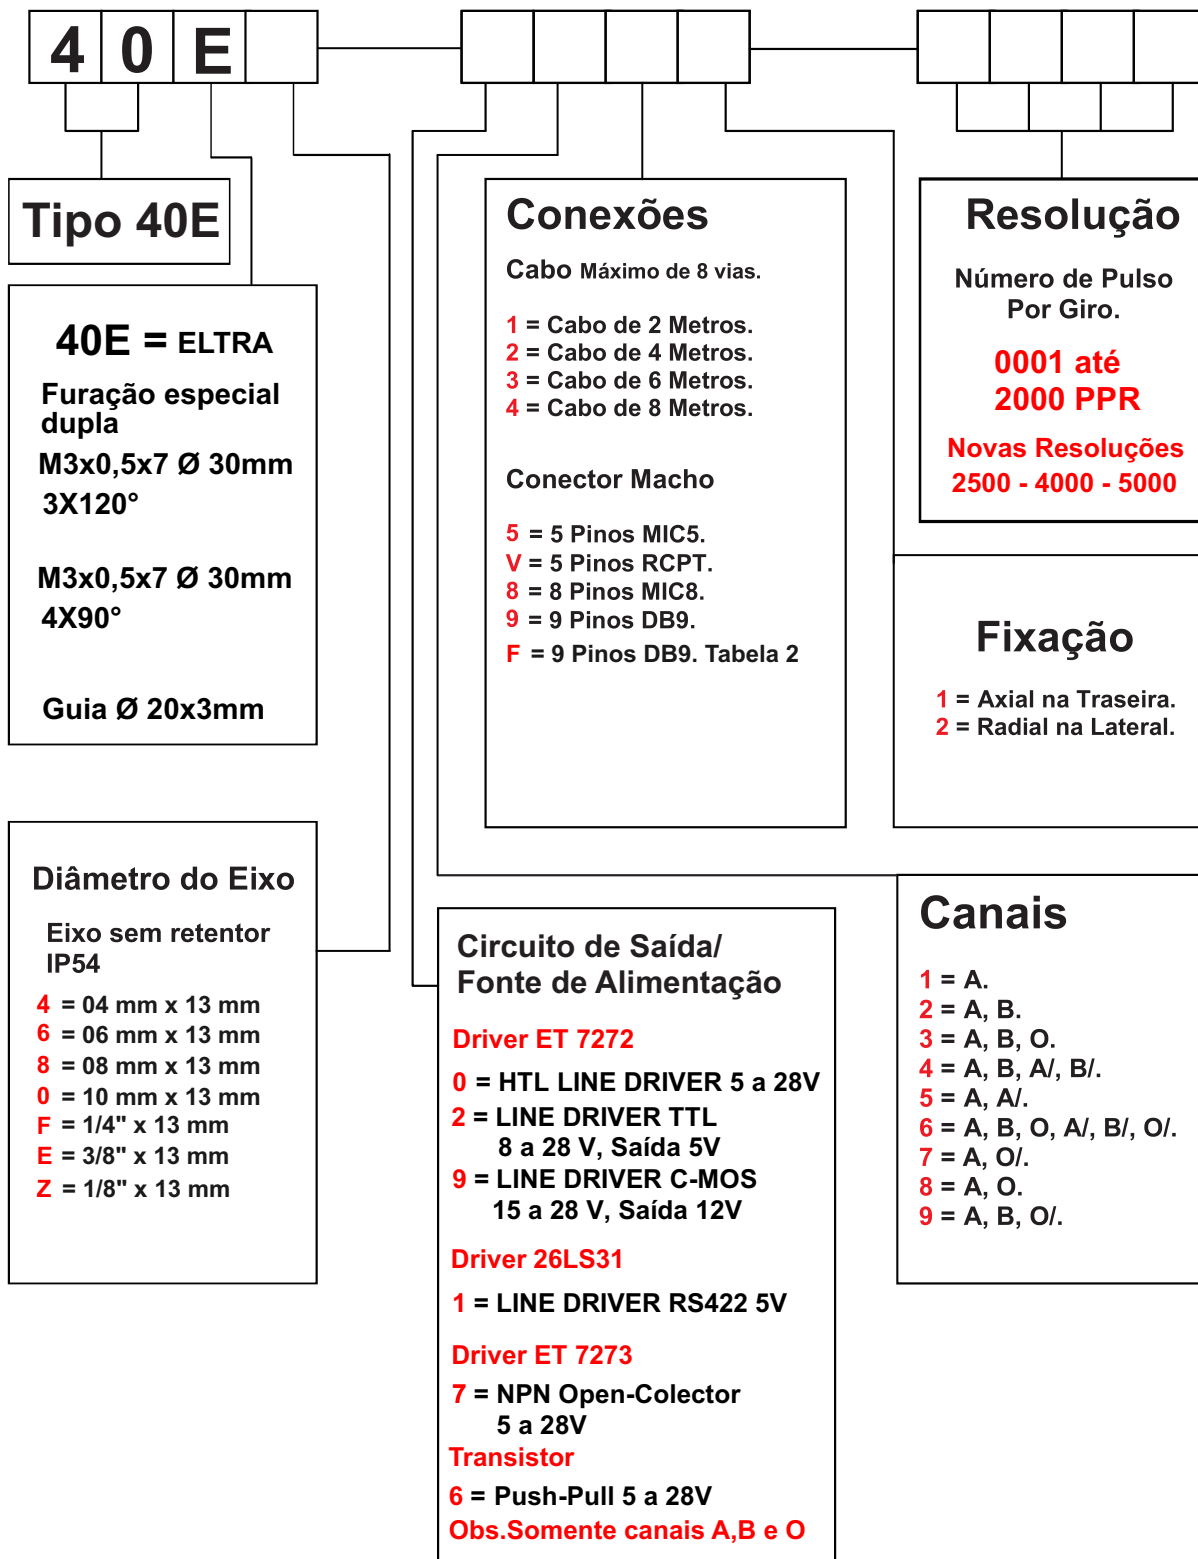 4 0 E
Tipo 40E
40E = ELTRA
Furação especial
dupla
M3x0,5x7 Ø 30mm
3X120°
M3x0,5x7 Ø 30mm
4X90°
Guia Ø 20x3mm
Diâmetro do Eixo
Eixo sem retentor
IP54
4 = 04 mm x 13 mm
6 = 06 mm x 13 mm
8 = 08 mm x 13 mm
0 = 10 mm x 13 mm
F = 1/4" x 13 mm
E = 3/8" x 13 mm
Z = 1/8" x 13 mm
Conexões
Cabo Máximo de 8 vias.
1 = Cabo de 2 Metros.
2 = Cabo de 4 Metros.
3 = Cabo de 6 Metros.
4 = Cabo de 8 Metros.
Conector Macho
5 = 5 Pinos MIC5.
V = 5 Pinos RCPT.
8 = 8 Pinos MIC8.
9 = 9 Pinos DB9.
F = 9 Pinos DB9. Tabela 2
Circuito de Saída/
Fonte de Alimentação
Driver ET 7272
0 = HTL LINE DRIVER 5 a 28V
2 = LINE DRIVER TTL
8 a 28 V, Saída 5V
9 = LINE DRIVER C-MOS
15 a 28 V, Saída 12V
Driver 26LS31
1 = LINE DRIVER RS422 5V
Driver ET 7273
7 = NPN Open-Colector
5 a 28V
Transistor
6 = Push-Pull 5 a 28V
Obs.Somente canais A,B e O
Resolução
Número de Pulso
Por Giro.
0001 até
2000 PPR
Novas Resoluções
2500 - 4000 - 5000
Fixação
1 = Axial na Traseira.
2 = Radial na Lateral.
Canais
1 = A.
2 = A, B.
3 = A, B, O.
4 = A, B, A/, B/.
5 = A, A/.
6 = A, B, O, A/, B/, O/.
7 = A, O/.
8 = A, O.
9 = A, B, O/.